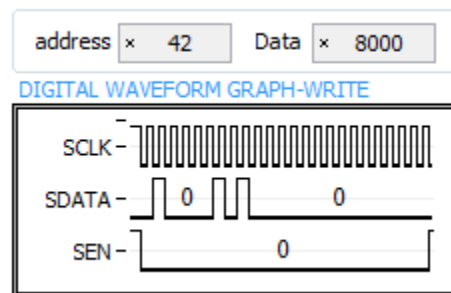 address × 42 Data × 8000
DIGITAL WAVEFORM GRAPH-WRITE
SCLK
SDATA 0 0
SEN 0